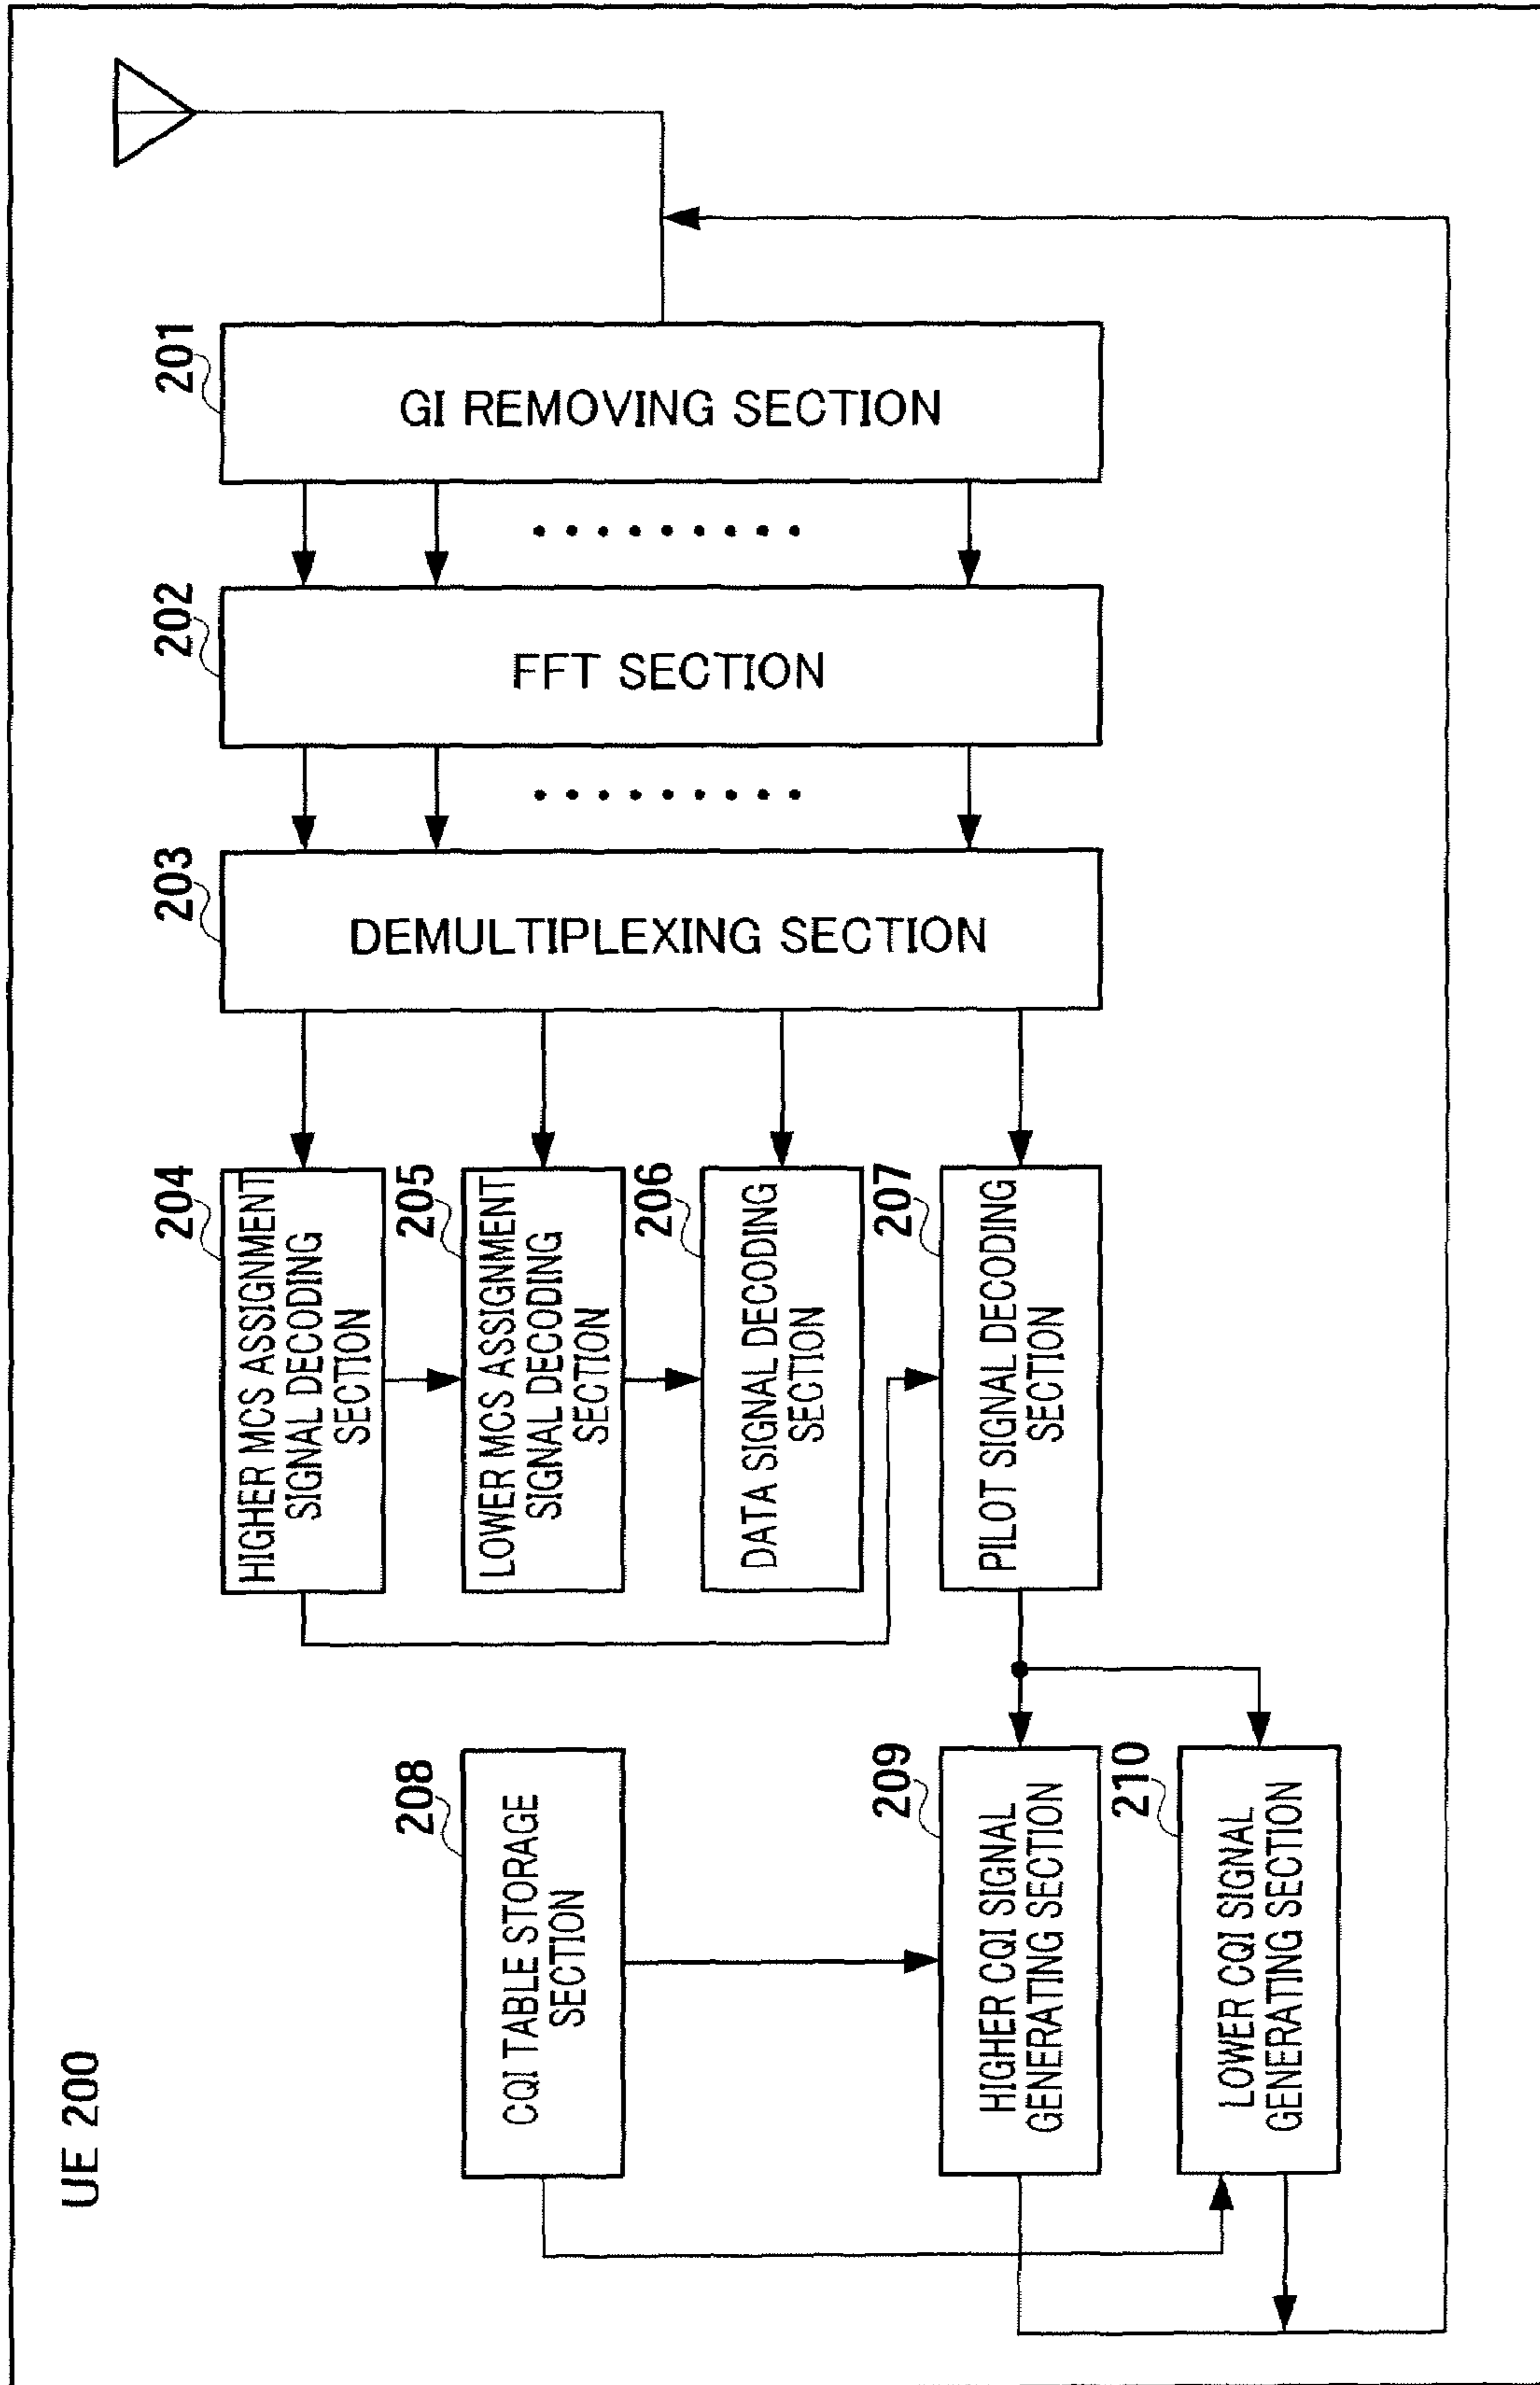 UE 200
201
GI REMOVING SECTION
202
FFT SECTION
203
DEMULTIPLEXING SECTION
204
HIGHER MCS ASSIGNMENT
SIGNAL DECODING
SECTION
205
LOWER MCS ASSIGNMENT
SIGNAL DECODING
SECTION
206
DATA SIGNAL DECODING
SECTION
207
PILOT SIGNAL DECODING
SECTION
208
CQI TABLE STORAGE
SECTION
209
HIGHER CQI SIGNAL
GENERATING SECTION
210
LOWER CQI SIGNAL
GENERATING SECTION